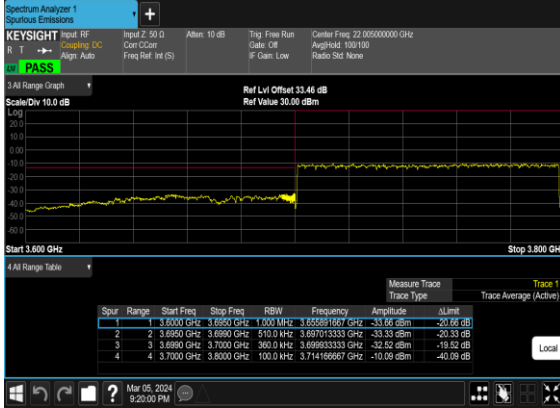 Spectrum Analyzer 1
Spurious Emissions
+
KEYSIGHT Input: RF Input Z: 50 Ω Atten: 10 dB Trig: Free Run Center Freq: 22.005000000 GHz
R T Coupling: DC Corr CCorr Gate: Off Avg|Hold: 100/100
Align: Auto Freq Ref: Int (S) IF Gain: Low Radio Std: None
PASS
3 All Range Graph
Ref Lvl Offset 33.46 dB
Scale/Div 10.0 dB Ref Value 30.00 dBm
Log
20.0
10.0
0.00
-10.0
-20.0
-30.0
-40.0
-50.0
-60.0
Start 3.600 GHz Stop 3.800 GH
4 All Range Table
Measure Trace Trace 1
Trace Type Trace Average (Active)
Spur Range Start Freq Stop Freq RBW Frequency Amplitude ΔLimit
1 1 3.6000 GHz 3.6950 GHz 1.000 MHz 3.655891667 GHz -33.66 dBm -20.66 dB
2 2 3.6950 GHz 3.6990 GHz 510.0 kHz 3.697013333 GHz -33.33 dBm -20.33 dB
3 3 3.6990 GHz 3.7000 GHz 360.0 kHz 3.699933333 GHz -32.52 dBm -19.52 dB
4 4 3.7000 GHz 3.8000 GHz 100.0 kHz 3.714166667 GHz -10.09 dBm -40.09 dB
Local
? Mar 05, 2024
9:20:00 PM